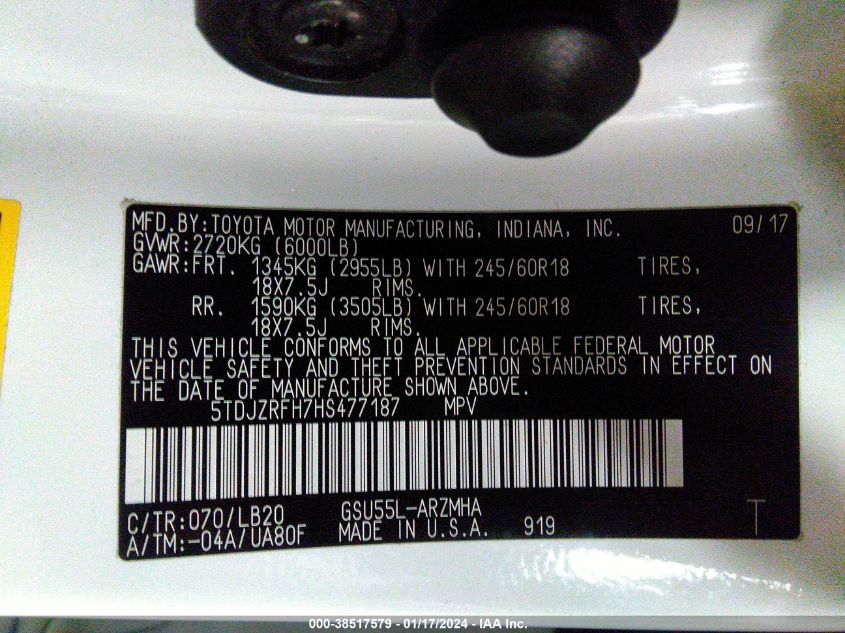 MFD.BY:TOYOTA MOTOR MANUFACTURING, INDIANA, INC. 09/17
GVWR:2720KG (6000LB)
GAWR:FRT. 1345KG (2955LB) WITH 245/60R18 TIRES,
18X7.5J RIMS.
RR. 1590KG (3505LB) WITH 245/60R18 TIRES,
18X7.5J RIMS.
THIS VEHICLE CONFORMS TO ALL APPLICABLE FEDERAL MOTOR
VEHICLE SAFETY AND THEFT PREVENTION STANDARDS IN EFFECT ON
THE DATE OF MANUFACTURE SHOWN ABOVE.
5TDJZRFH7HS477187 MPV
C/TR:070/LB20 GSU55L-ARZMHA
A/TM:-04A/UA80F MADE IN U.S.A. 919 T
000-38517579 - 01/17/2024 - IAA Inc.